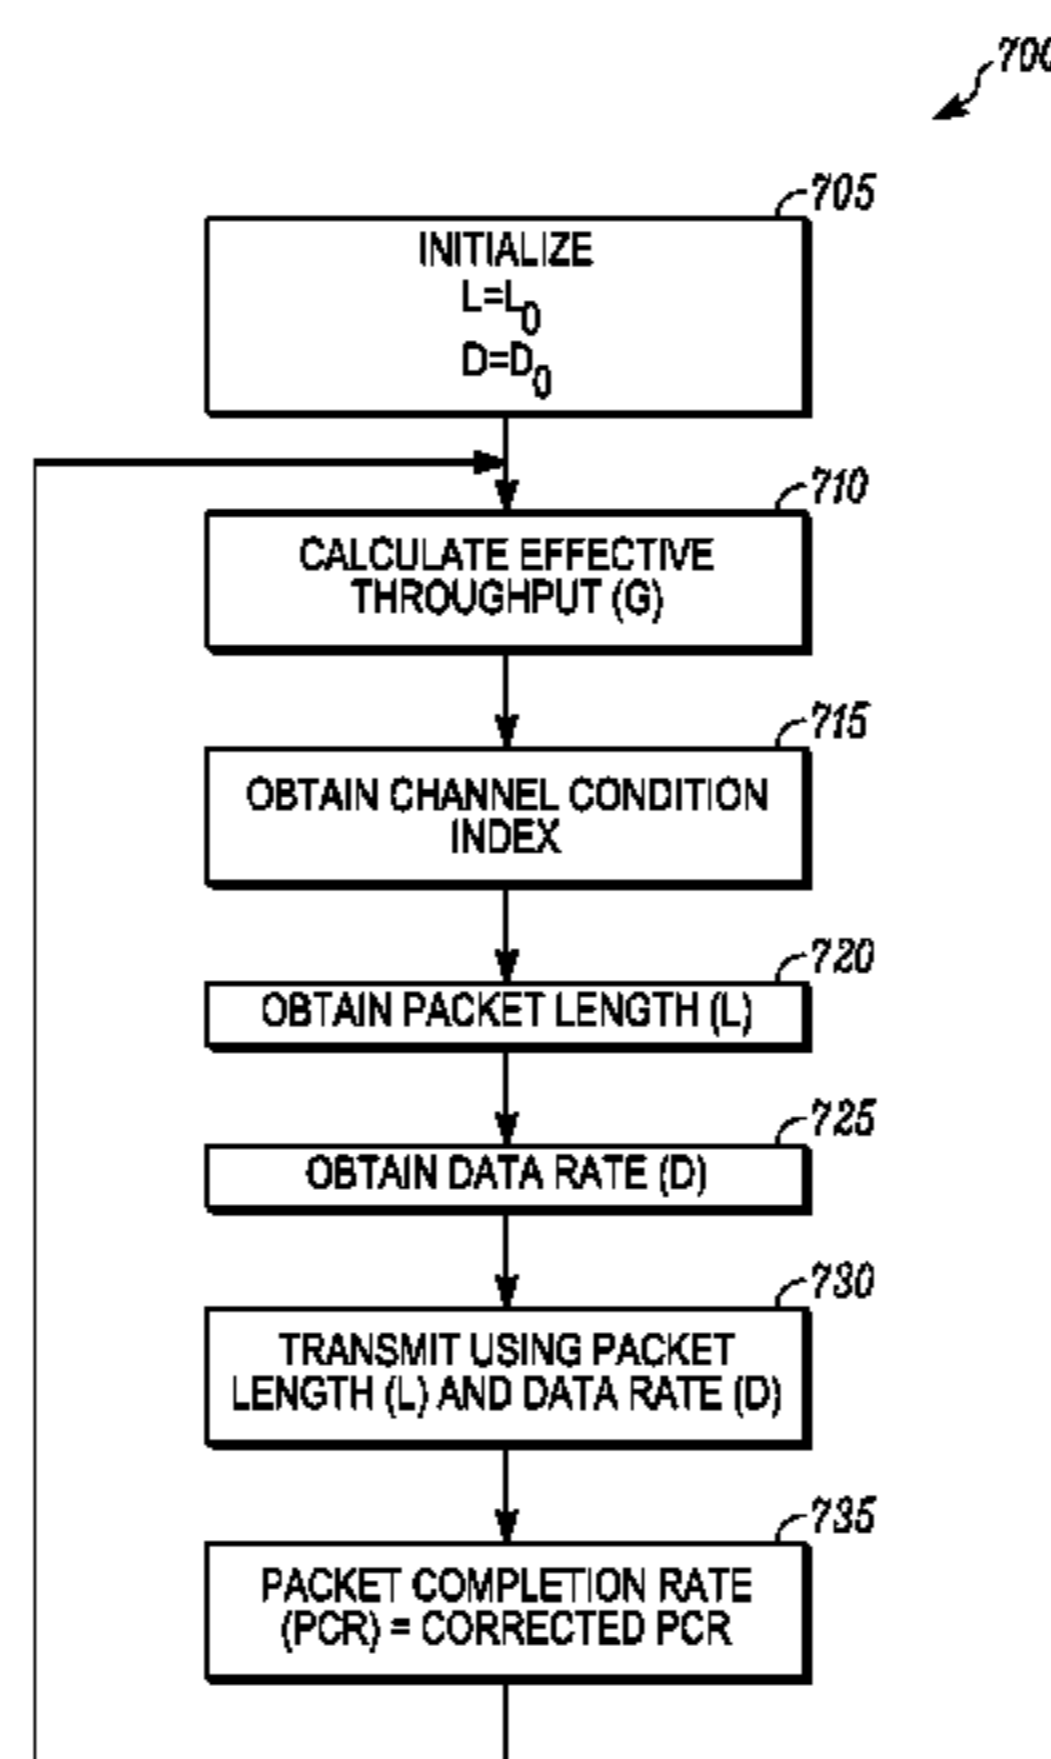 700
705
INITIALIZE
L=L0
D=D0
710
CALCULATE EFFECTIVE
THROUGHPUT (G)
715
OBTAIN CHANNEL CONDITION
INDEX
720
OBTAIN PACKET LENGTH (L)
725
OBTAIN DATA RATE (D)
730
TRANSMIT USING PACKET
LENGTH (L) AND DATA RATE (D)
735
PACKET COMPLETION RATE
(PCR) = CORRECTED PCR